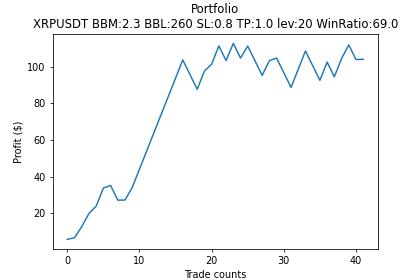 Portfolio
XRPUSDT BBM:2.3 BBL:260 SL:0.8 TP:1.0 lev:20 WinRatio:69.0
100
80
60
40
20
Profit ($)
0
10
20
30
40
Trade counts